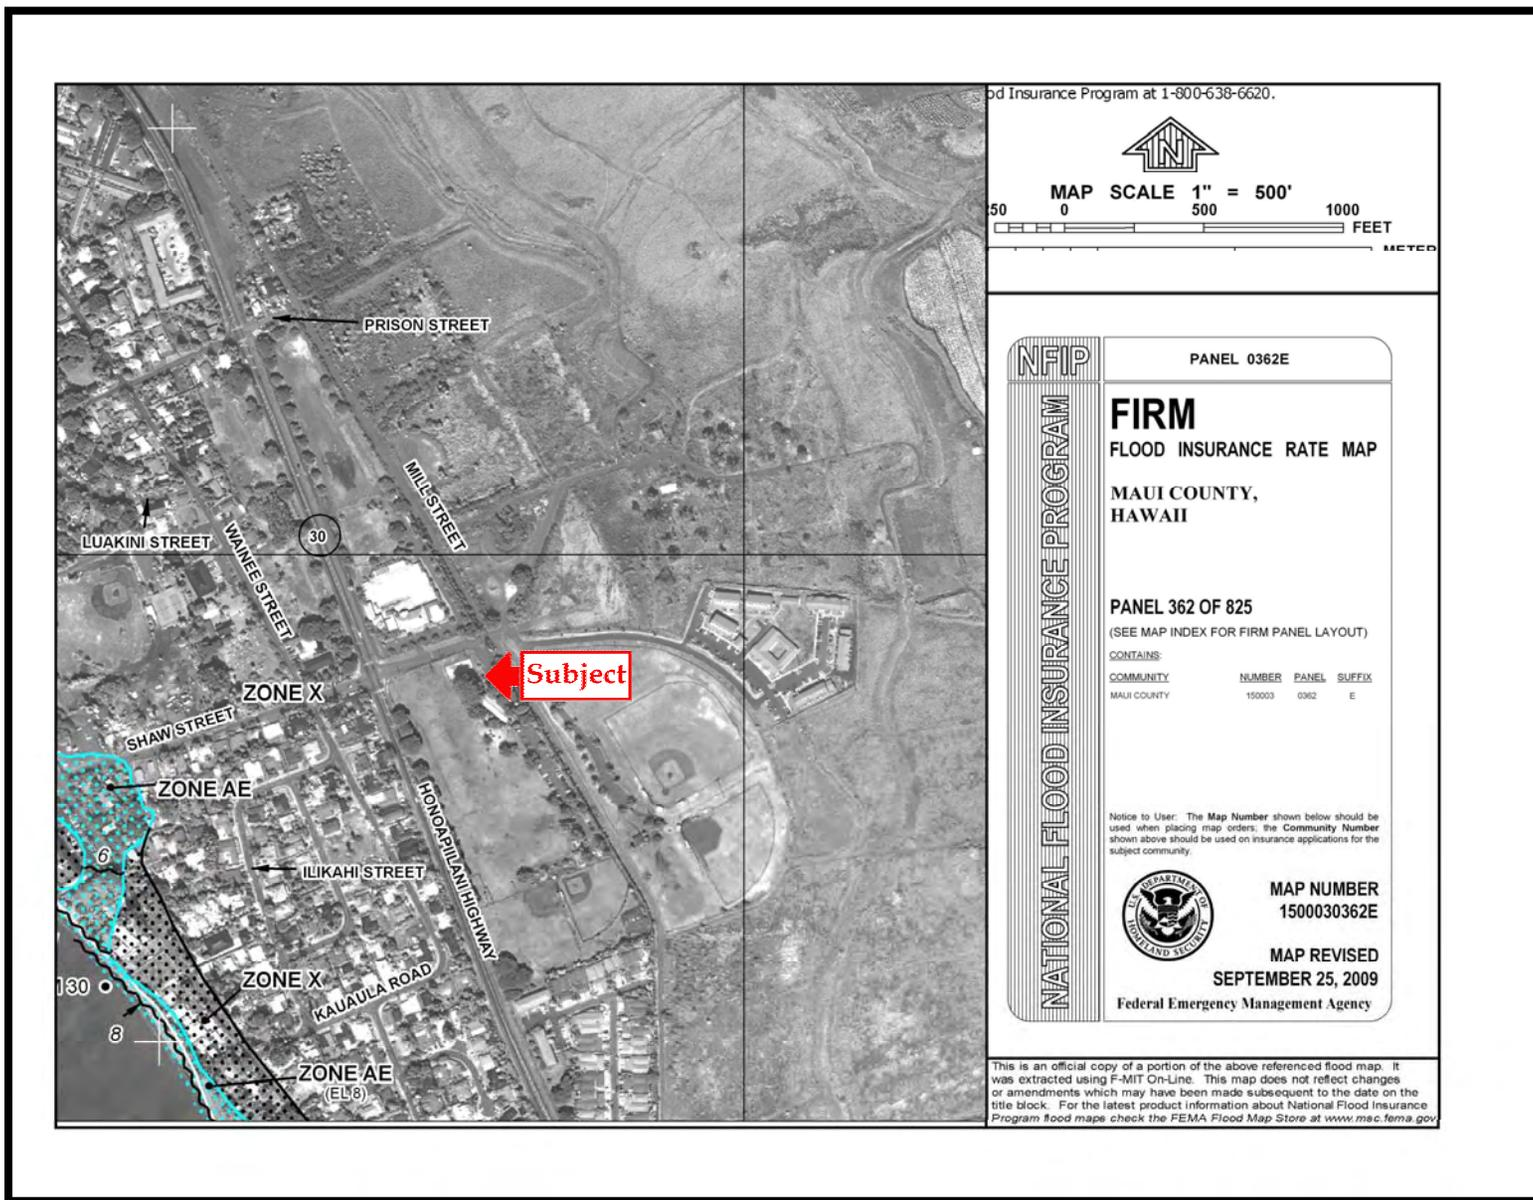 od Insurance Program at 1-800-638-6620.
N
MAP SCALE 1" = 500'
250 0 500 1000
FEET
METER
PRISON STREET
MILL STREET
LUAKINI STREET
WAINEE STREET
30
Subject
ZONE X
SHAW STREET
ZONE AE
6
HONOAPIILANI HIGHWAY
ILIKAHI STREET
ZONE X
130
KAUAULA ROAD
8
ZONE AE
(EL 8)
NFIP
NATIONAL FLOOD INSURANCE PROGRAM
PANEL 0362E
FIRM
FLOOD INSURANCE RATE MAP
MAUI COUNTY,
HAWAII
PANEL 362 OF 825
(SEE MAP INDEX FOR FIRM PANEL LAYOUT)
CONTAINS:
COMMUNITY NUMBER PANEL SUFFIX
MAUI COUNTY 150003 0362 E
Notice to User: The Map Number shown below should be
used when placing map orders; the Community Number
shown above should be used on insurance applications for the
subject community.
U.S. DEPARTMENT OF HOMELAND SECURITY
MAP NUMBER
1500030362E
MAP REVISED
SEPTEMBER 25, 2009
Federal Emergency Management Agency
This is an official copy of a portion of the above referenced flood map. It
was extracted using F-MIT On-Line. This map does not reflect changes
or amendments which may have been made subsequent to the date on the
title block. For the latest product information about National Flood Insurance
Program flood maps check the FEMA Flood Map Store at www.msc.fema.gov